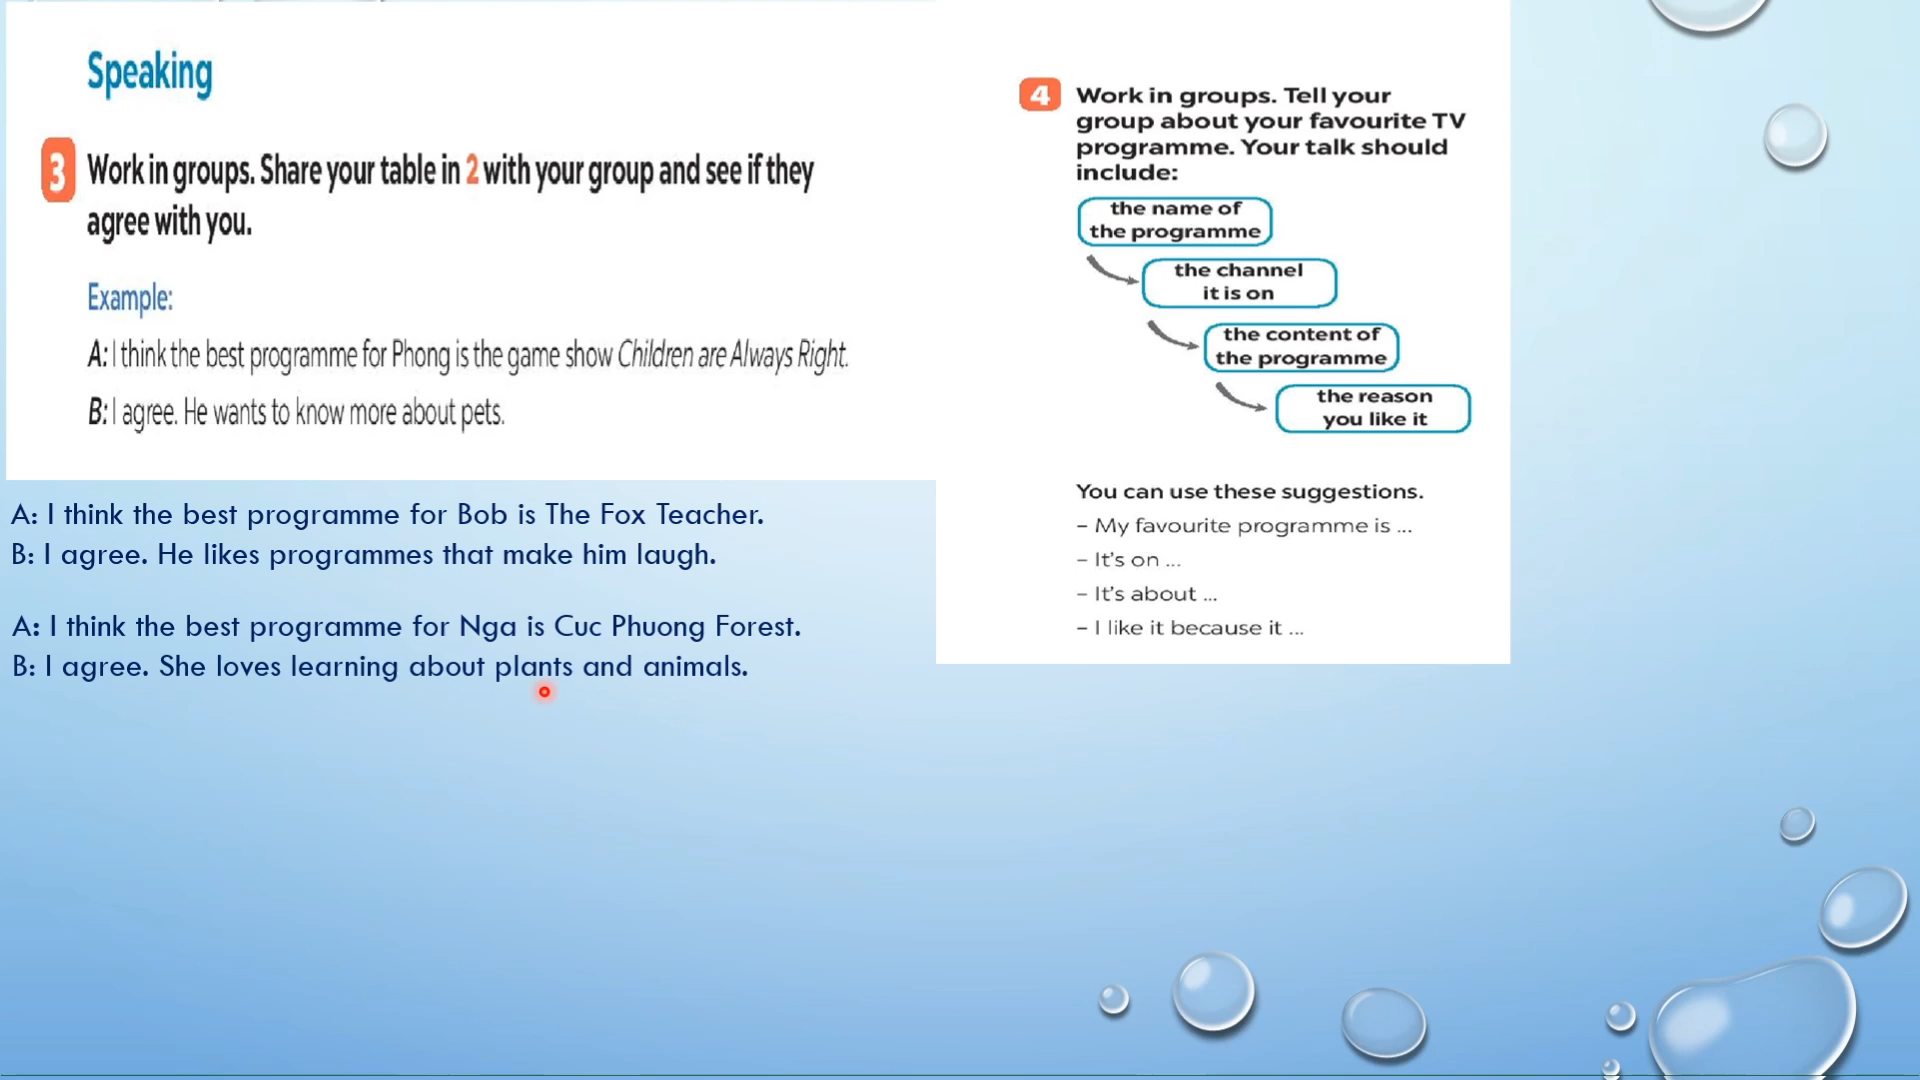 Speaking
3 Work in groups. Share your table in 2 with your group and see if they
agree with you.
Example:
A: I think the best programme for Phong is the game show Children are Always Right.
B: I agree. He wants to know more about pets.
A: I think the best programme for Bob is The Fox Teacher.
B: I agree. He likes programmes that make him laugh.
A: I think the best programme for Nga is Cuc Phuong Forest.
B: I agree. She loves learning about plants and animals.
4 Work in groups. Tell your
group about your favourite TV
programme. Your talk should
include:
the name of
the programme
the channel
it is on
the content of
the programme
the reason
you like it
You can use these suggestions.
– My favourite programme is ...
– It's on ...
– It's about ...
– I like it because it ...